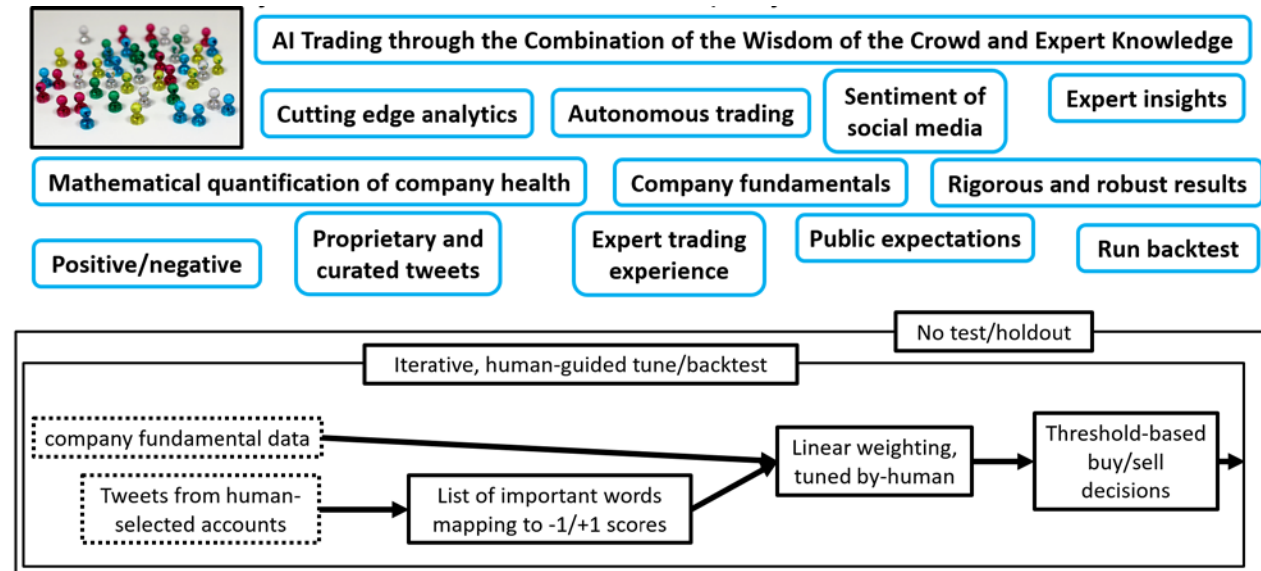 AI Trading through the Combination of the Wisdom of the Crowd and Expert Knowledge
Cutting edge analytics
Autonomous trading
Sentiment of
social media
Expert insights
Mathematical quantification of company health
Company fundamentals
Rigorous and robust results
Positive/negative
Proprietary and
curated tweets
Expert trading
experience
Public expectations
Run backtest
No test/holdout
Iterative, human-guided tune/backtest
company fundamental data
Tweets from human-
selected accounts
List of important words
mapping to -1/+1 scores
Linear weighting,
tuned by-human
Threshold-based
buy/sell
decisions